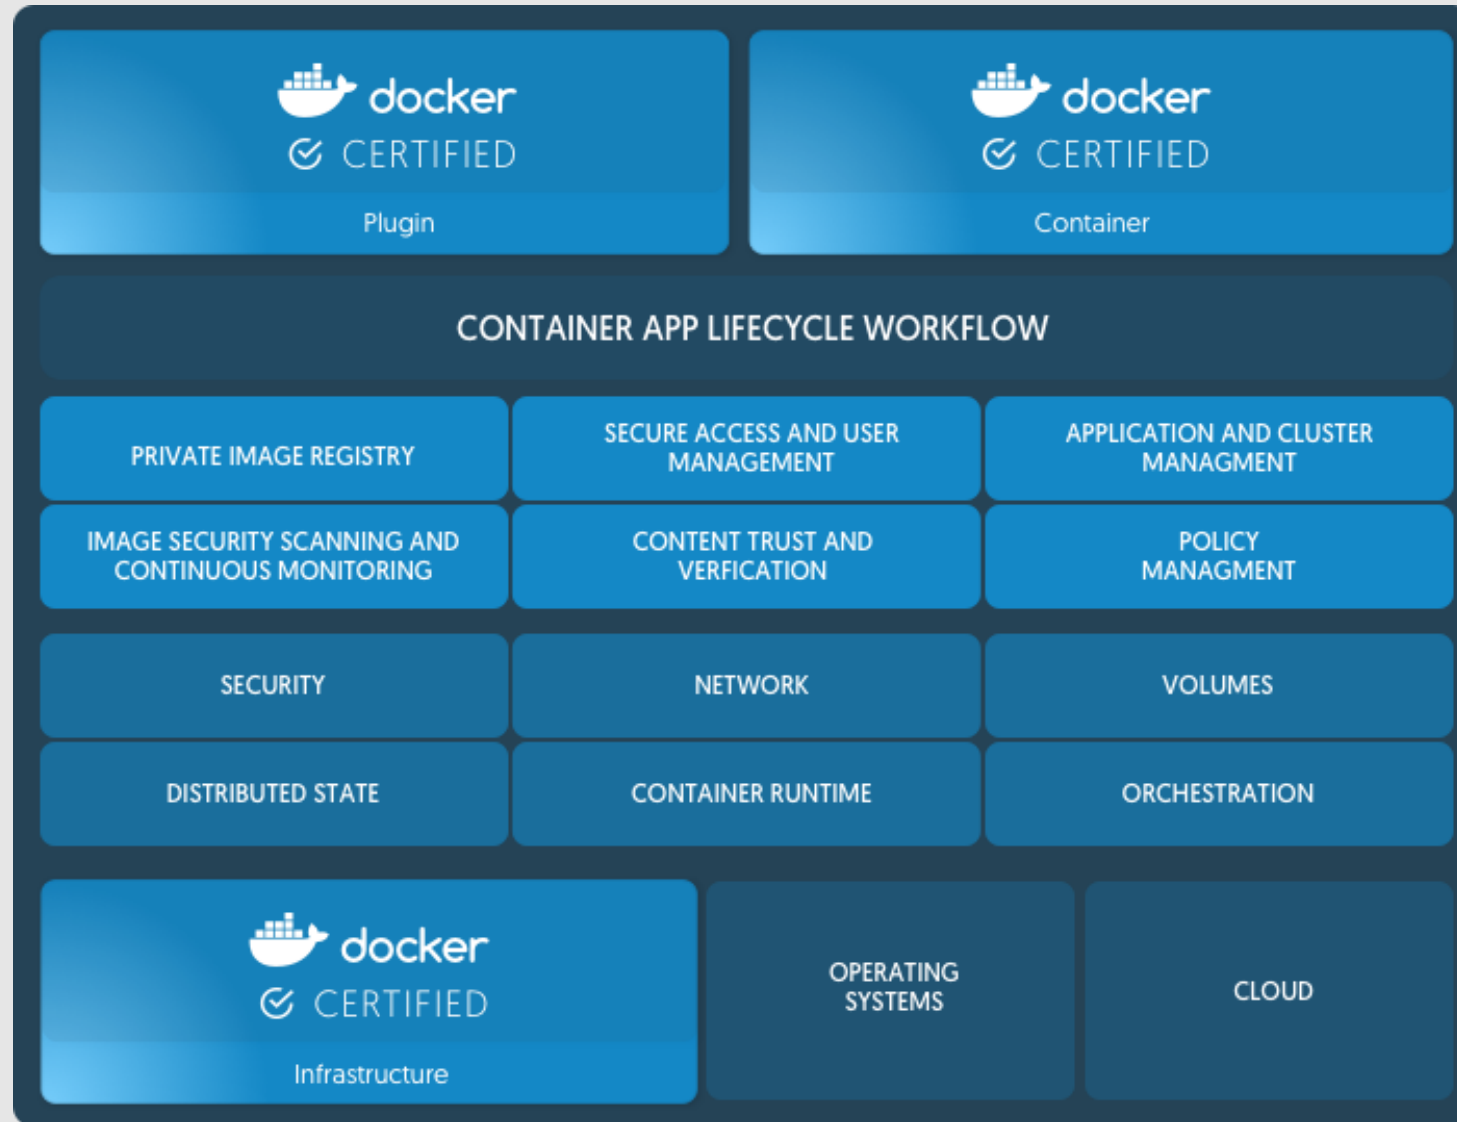 docker
CERTIFIED
Plugin
docker
CERTIFIED
Container
CONTAINER APP LIFECYCLE WORKFLOW
PRIVATE IMAGE REGISTRY
SECURE ACCESS AND USER
MANAGEMENT
APPLICATION AND CLUSTER
MANAGMENT
IMAGE SECURITY SCANNING AND
CONTINUOUS MONITORING
CONTENT TRUST AND
VERFICATION
POLICY
MANAGMENT
SECURITY
NETWORK
VOLUMES
DISTRIBUTED STATE
CONTAINER RUNTIME
ORCHESTRATION
docker
CERTIFIED
Infrastructure
OPERATING
SYSTEMS
CLOUD